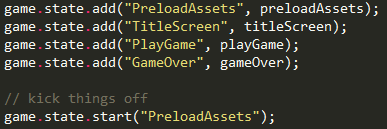 game.state.add("PreloadAssets", preloadAssets);
game.state.add("TitleScreen", titleScreen);
game.state.add("PlayGame", playGame);
game.state.add("GameOver", gameOver);
// kick things off
game.state.start("PreloadAssets");